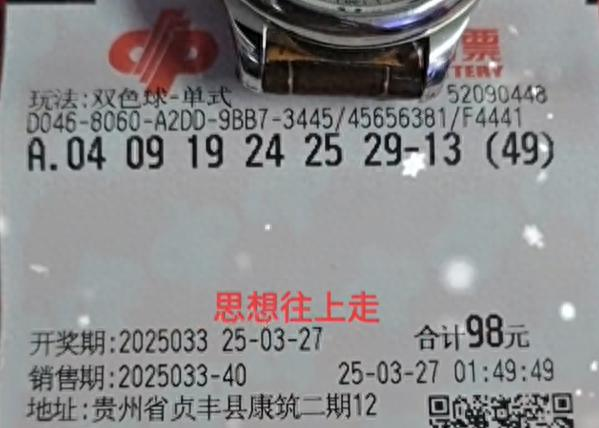 票
TTERY
玩法:双色球-单式
52090448
D046-8060-A2DD-9BB7-3445/45656381/F4441
A.04 09 19 24 25 29-13 (49)
思想往上走
开奖期:2025033 25-03-27 合计98元
销售期:2025033-40 25-03-27 01:49:49
地址:贵州省贞丰县康筑二期12